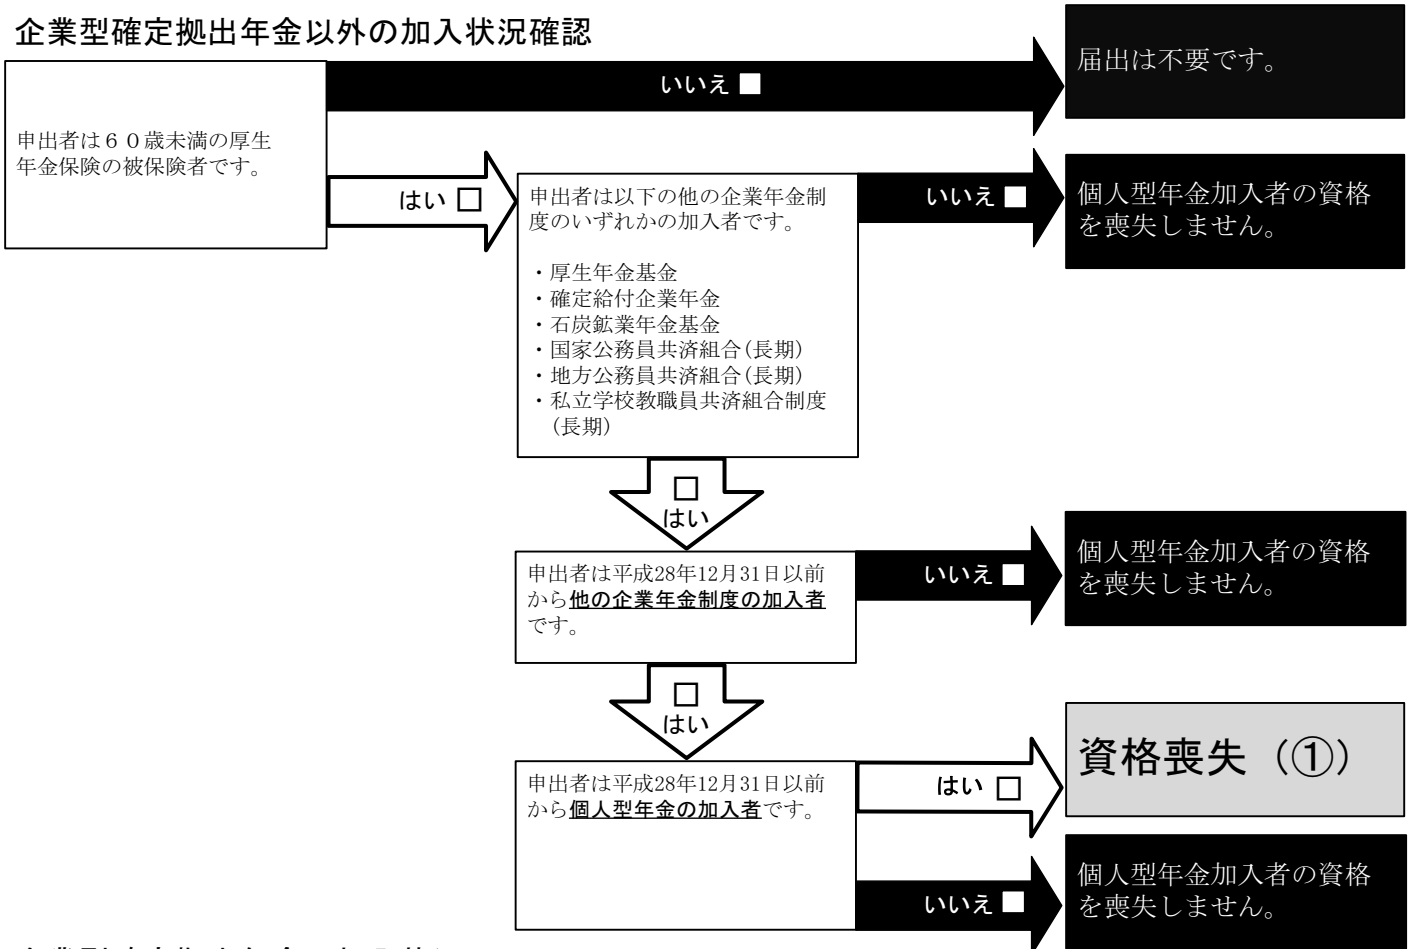 企業型確定拠出年金以外の加入状況確認
いいえ □
届出は不要です。
申出者は６０歳未満の厚生
年金保険の被保険者です。
はい □
申出者は以下の他の企業年金制
度のいずれかの加入者です。
・厚生年金基金
・確定給付企業年金
・石炭鉱業年金基金
・国家公務員共済組合(長期)
・地方公務員共済組合(長期)
・私立学校教職員共済組合制度
(長期)
いいえ ■
個人型年金加入者の資格
を喪失しません。
□
はい
申出者は平成28年12月31日以前
から他の企業年金制度の加入者
です。
いいえ ■
個人型年金加入者の資格
を喪失しません。
□
はい
申出者は平成28年12月31日以前
から個人型年金の加入者です。
はい □
資格喪失（①）
いいえ ■
個人型年金加入者の資格
を喪失しません。